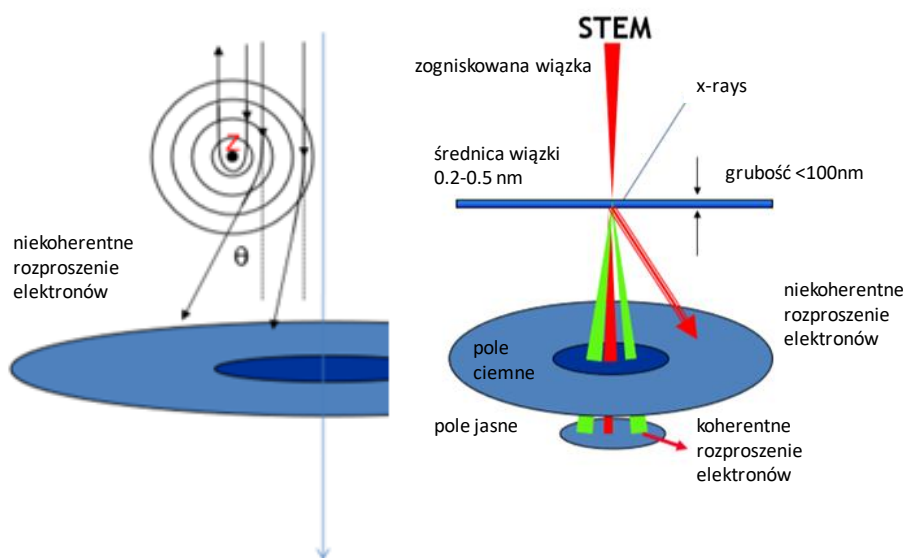 Z
niekoherentne
rozproszenie
elektronów
θ
STEM
zogniskowana wiązka
x-rays
średnica wiązki
0.2-0.5 nm
grubość <100nm
niekoherentne
rozproszenie
elektronów
pole
ciemne
pole jasne
koherentne
rozproszenie
elektronów